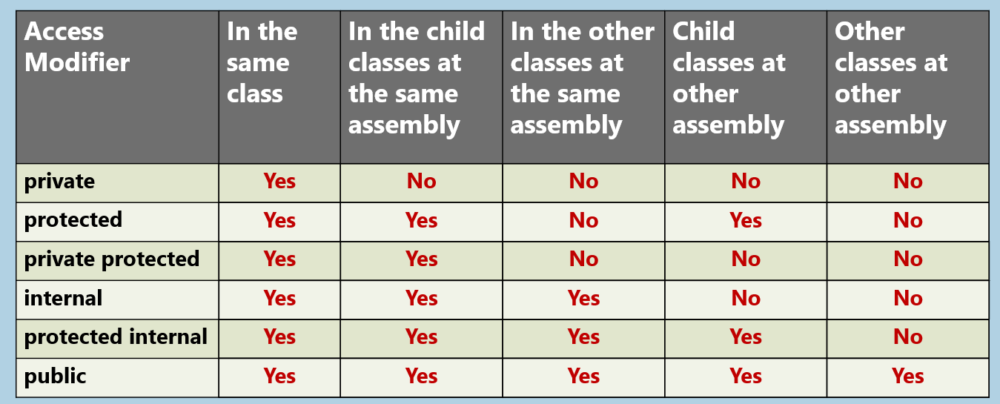 Access Modifier | In the same class | In the child classes at the same assembly | In the other classes at the same assembly | Child classes at other assembly | Other classes at other assembly
private | Yes | No | No | No | No
protected | Yes | Yes | No | Yes | No
private protected | Yes | Yes | No | No | No
internal | Yes | Yes | Yes | No | No
protected internal | Yes | Yes | Yes | Yes | No
public | Yes | Yes | Yes | Yes | Yes